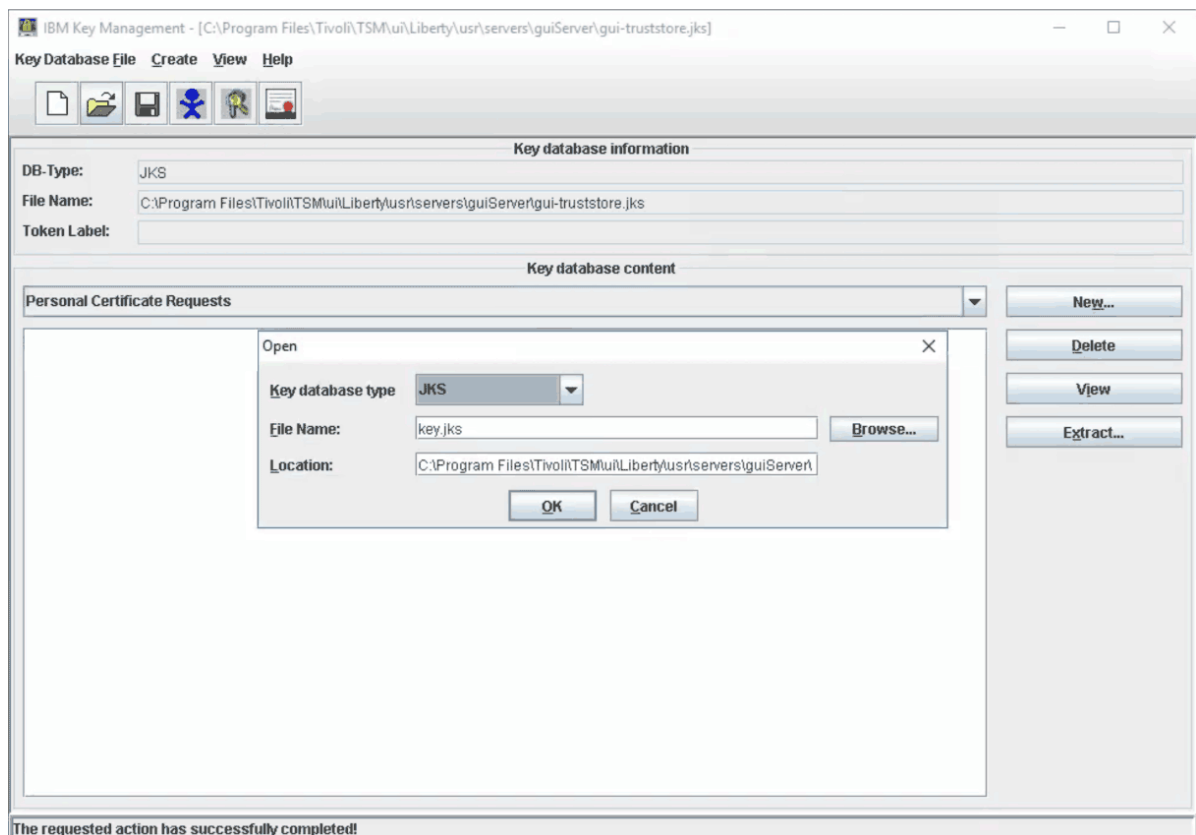 IBM Key Management - [C:\Program Files\Tivoli\TSM\ui\Liberty\usr\servers\guiServer\gui-truststore.jks]
Key Database File Create View Help
Key database information
DB-Type: JKS
File Name: C:\Program Files\Tivoli\TSM\ui\Liberty\usr\servers\guiServer\gui-truststore.jks
Token Label:
Key database content
Personal Certificate Requests
New...
Open
Delete
Key database type JKS
View
File Name: key.jks Browse...
Extract...
Location: C:\Program Files\Tivoli\TSM\ui\Liberty\usr\servers\guiServer\
OK Cancel
The requested action has successfully completed!